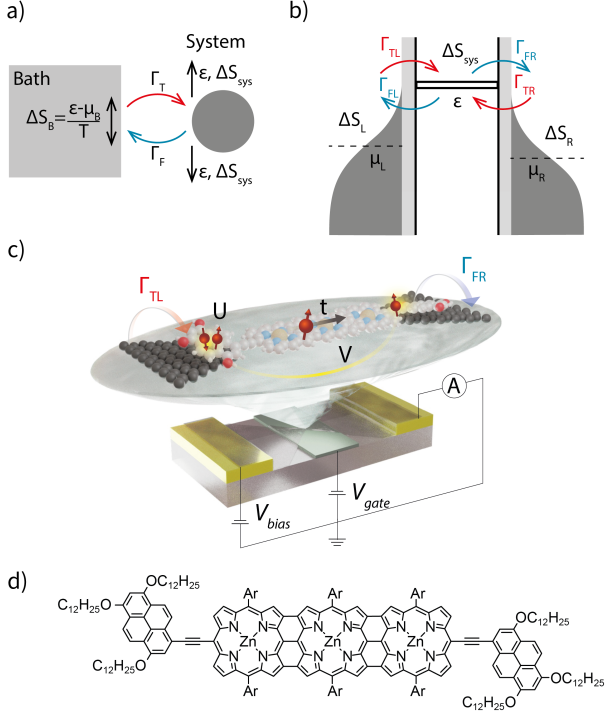 a)
System
Bath
Γ_T
ε, ΔS_sys
ΔS_B = (ε-μ_B)/T
Γ_F
ε, ΔS_sys
b)
Γ_TL
ΔS_sys
Γ_FR
Γ_FL
ε
Γ_TR
ΔS_L
ΔS_R
μ_L
μ_R
c)
Γ_TL
U
t
Γ_FR
V
A
V_bias
V_gate
d)
OC₁₂H₂₅
C₁₂H₂₅O
C₁₂H₂₅O
Ar Ar Ar
N N N N N N
Zn Zn Zn
N N N N N N
Ar Ar Ar
OC₁₂H₂₅
OC₁₂H₂₅
C₁₂H₂₅O